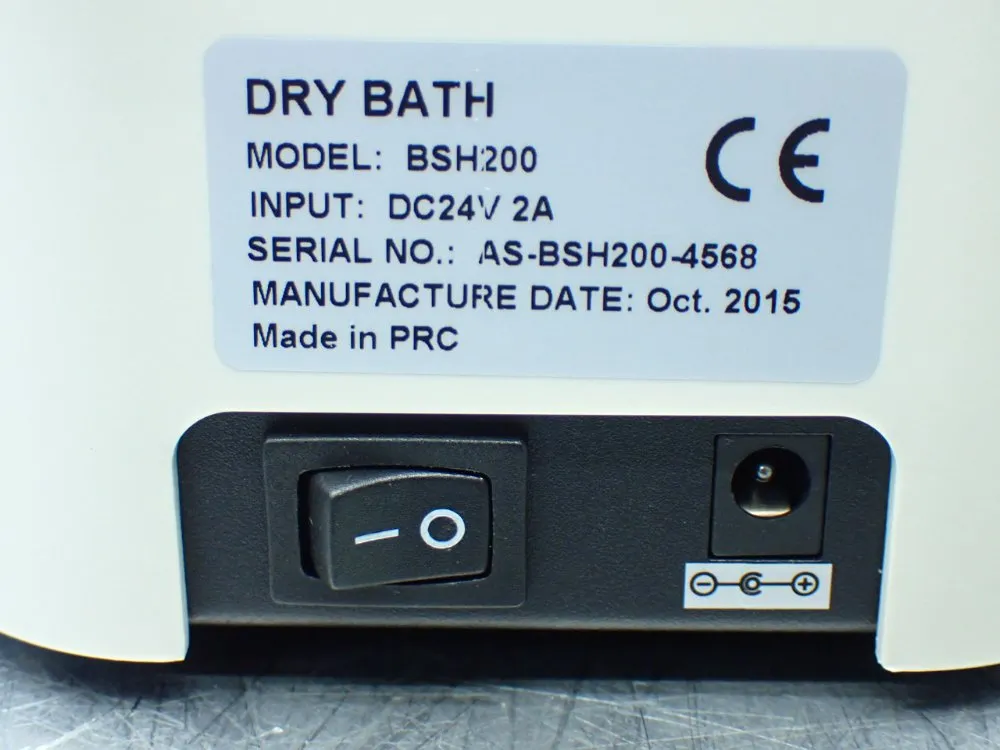 DRY BATH
CE
MODEL: BSH200
INPUT: DC24V 2A
SERIAL NO.: AS-BSH200-4568
MANUFACTURE DATE: Oct. 2015
Made in PRC